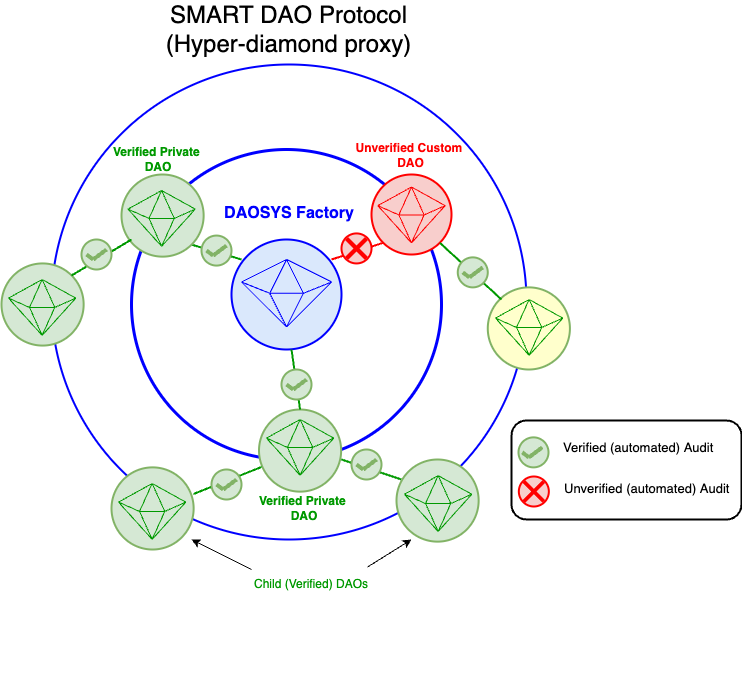 SMART DAO Protocol
(Hyper-diamond proxy)
Verified Private
DAO
Unverified Custom
DAO
DAOSYS Factory
Verified (automated) Audit
Unverified (automated) Audit
Verified Private
DAO
Child (Verified) DAOs